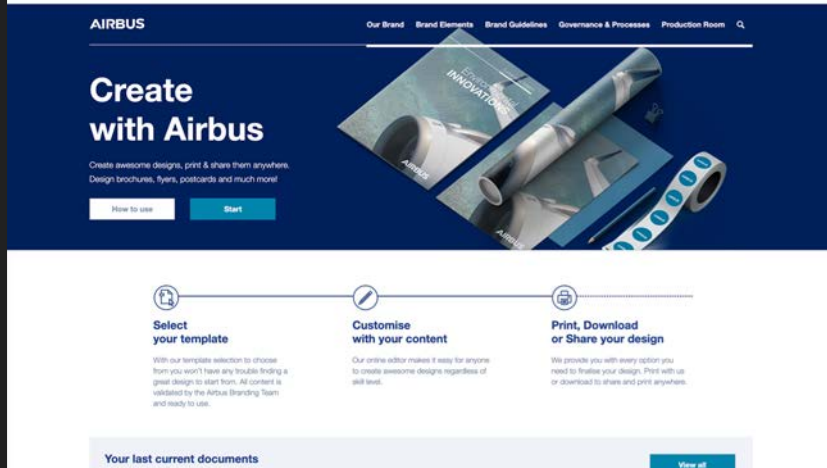 AIRBUS
Our Brand Brand Elements Brand Guidelines Governance & Processes Production Room
Create
with Airbus
Create awesome designs, print & share them anywhere.
Design brochures, flyers, postcards and much more!
How to use
Start
Environmental
INNOVATIONS
AIRBUS
AIRBUS
Select
your template
With our template selection to choose
from you won't have any trouble finding a
great design to start from. All content is
validated by the Airbus Branding Team
and ready to use.
Customise
with your content
Our online editor makes it easy for anyone
to create awesome designs regardless of
skill level.
Print, Download
or Share your design
We provide you with every option you
need to finalise your design. Print with us
or download to share and print anywhere.
Your last current documents
View all